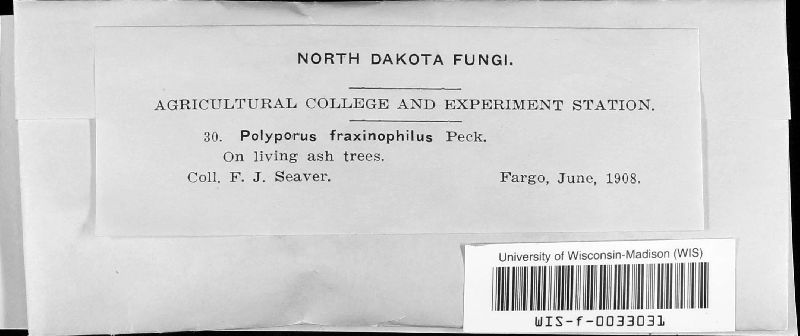 NORTH DAKOTA FUNGI.
AGRICULTURAL COLLEGE AND EXPERIMENT STATION.
30. Polyporus fraxinophilus Peck.
On living ash trees.
Coll. F. J. Seaver. Fargo, June, 1908.
University of Wisconsin-Madison (WIS)
WIS-f-0033031